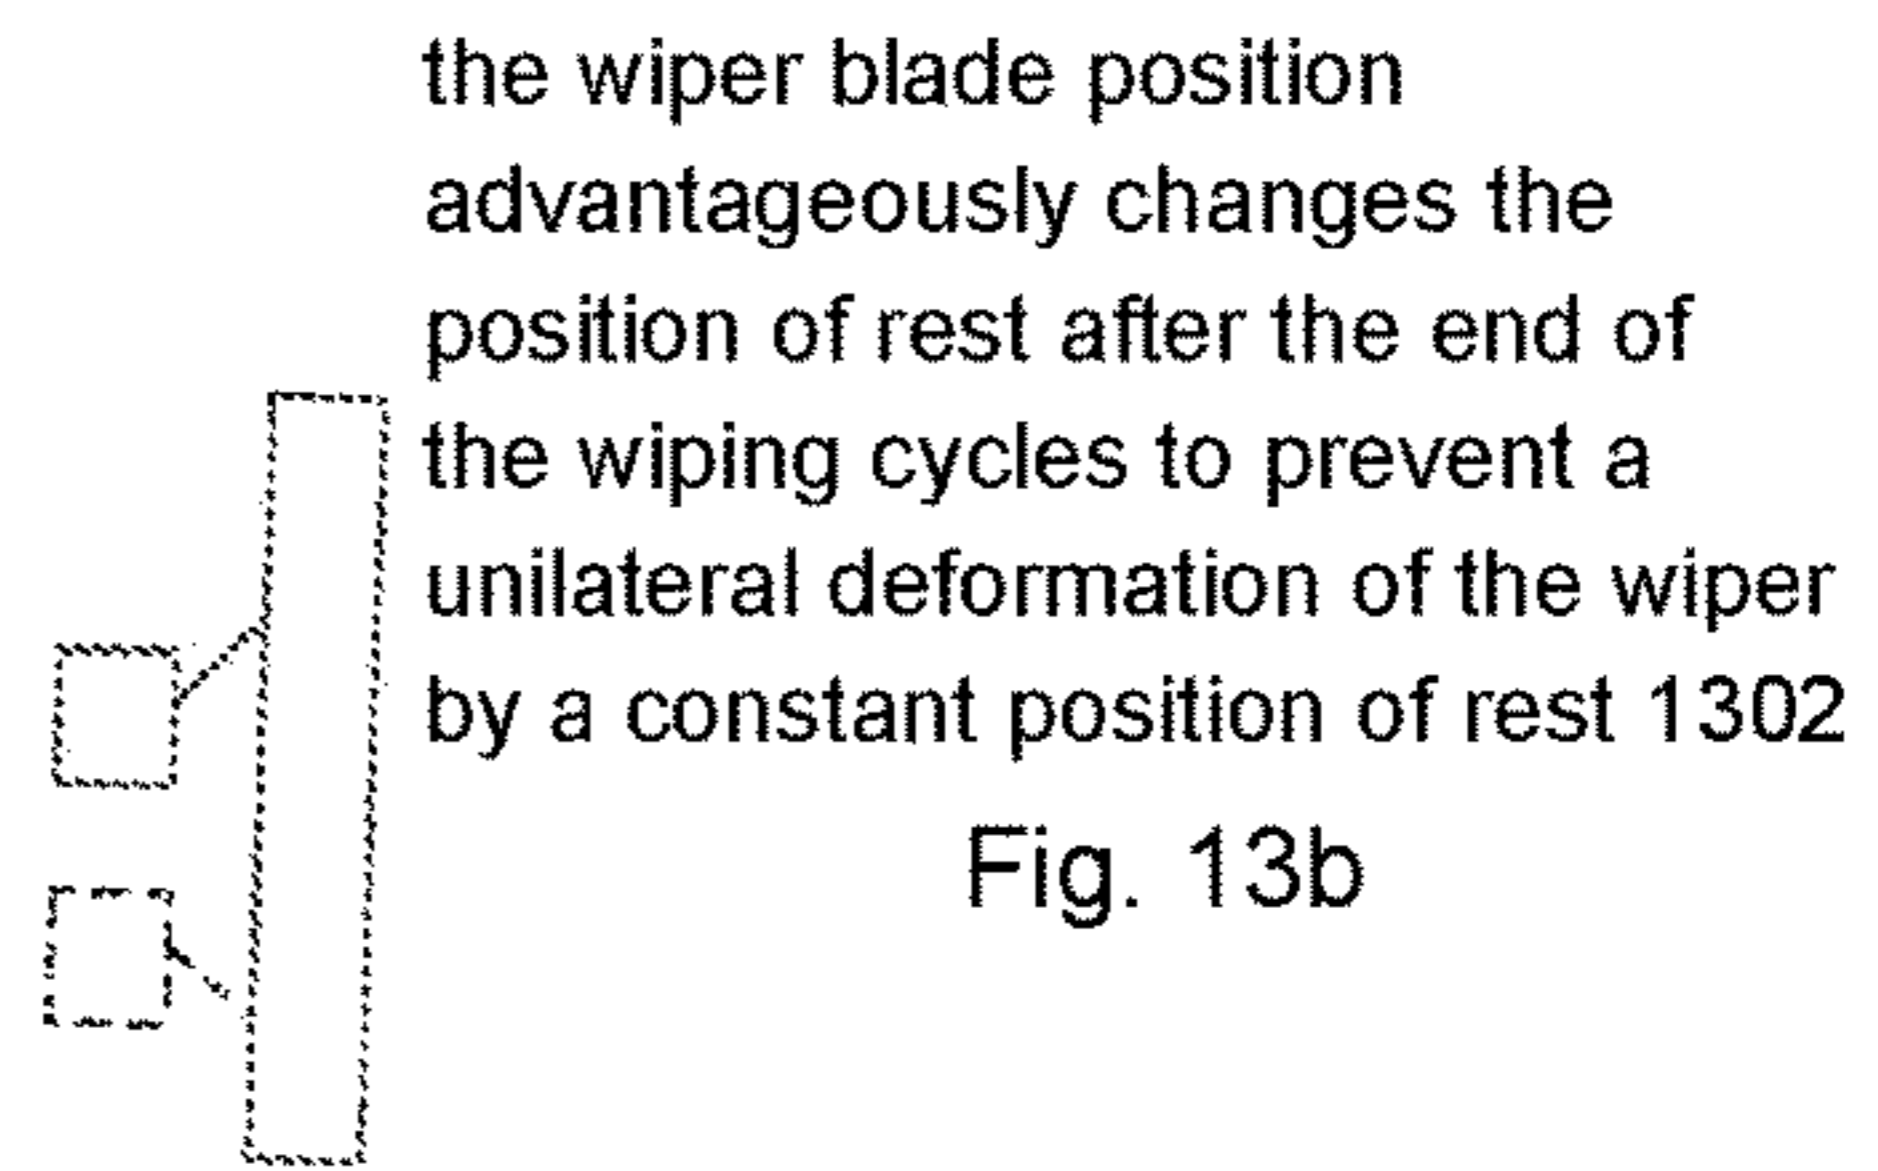 the wiper blade position
advantageously changes the
position of rest after the end of
the wiping cycles to prevent a
unilateral deformation of the wiper
by a constant position of rest 1302
Fig. 13b